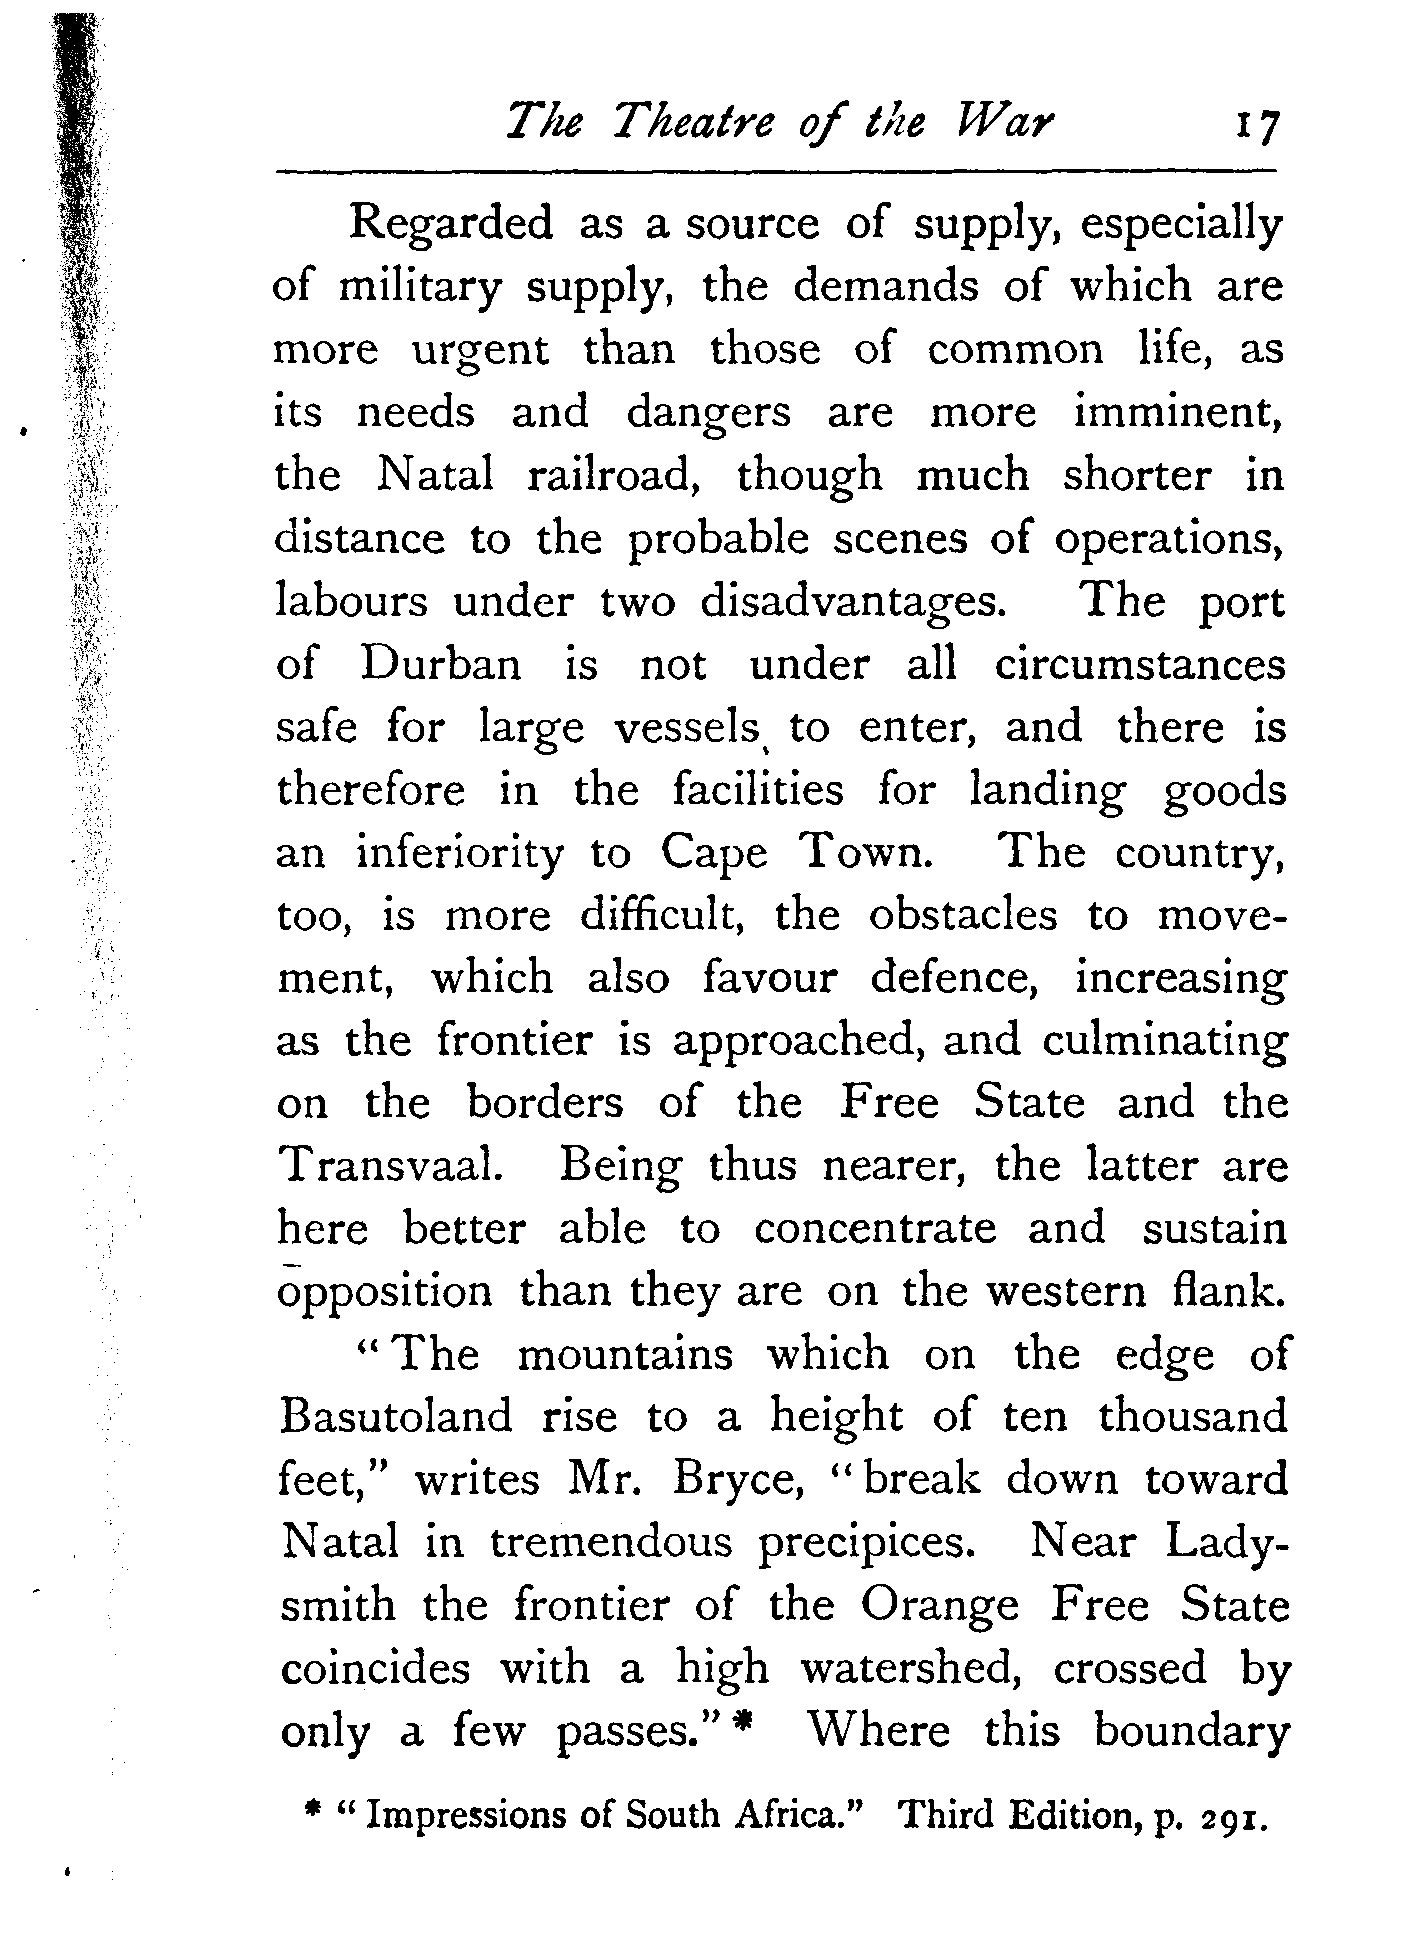 The Theatre of the War 17
Regarded as a source of supply, especially
of military supply, the demands of which are
more urgent than those of common life, as
its needs and dangers are more imminent,
the Natal railroad, though much shorter in
distance to the probable scenes of operations,
labours under two disadvantages. The port
of Durban is not under all circumstances
safe for large vessels to enter, and there is
therefore in the facilities for landing goods
an inferiority to Cape Town. The country,
too, is more difficult, the obstacles to move-
ment, which also favour defence, increasing
as the frontier is approached, and culminating
on the borders of the Free State and the
Transvaal. Being thus nearer, the latter are
here better able to concentrate and sustain
opposition than they are on the western flank.
"The mountains which on the edge of
Basutoland rise to a height of ten thousand
feet," writes Mr. Bryce, "break down toward
Natal in tremendous precipices. Near Lady-
smith the frontier of the Orange Free State
coincides with a high watershed, crossed by
only a few passes."* Where this boundary
* "Impressions of South Africa." Third Edition, p. 291.